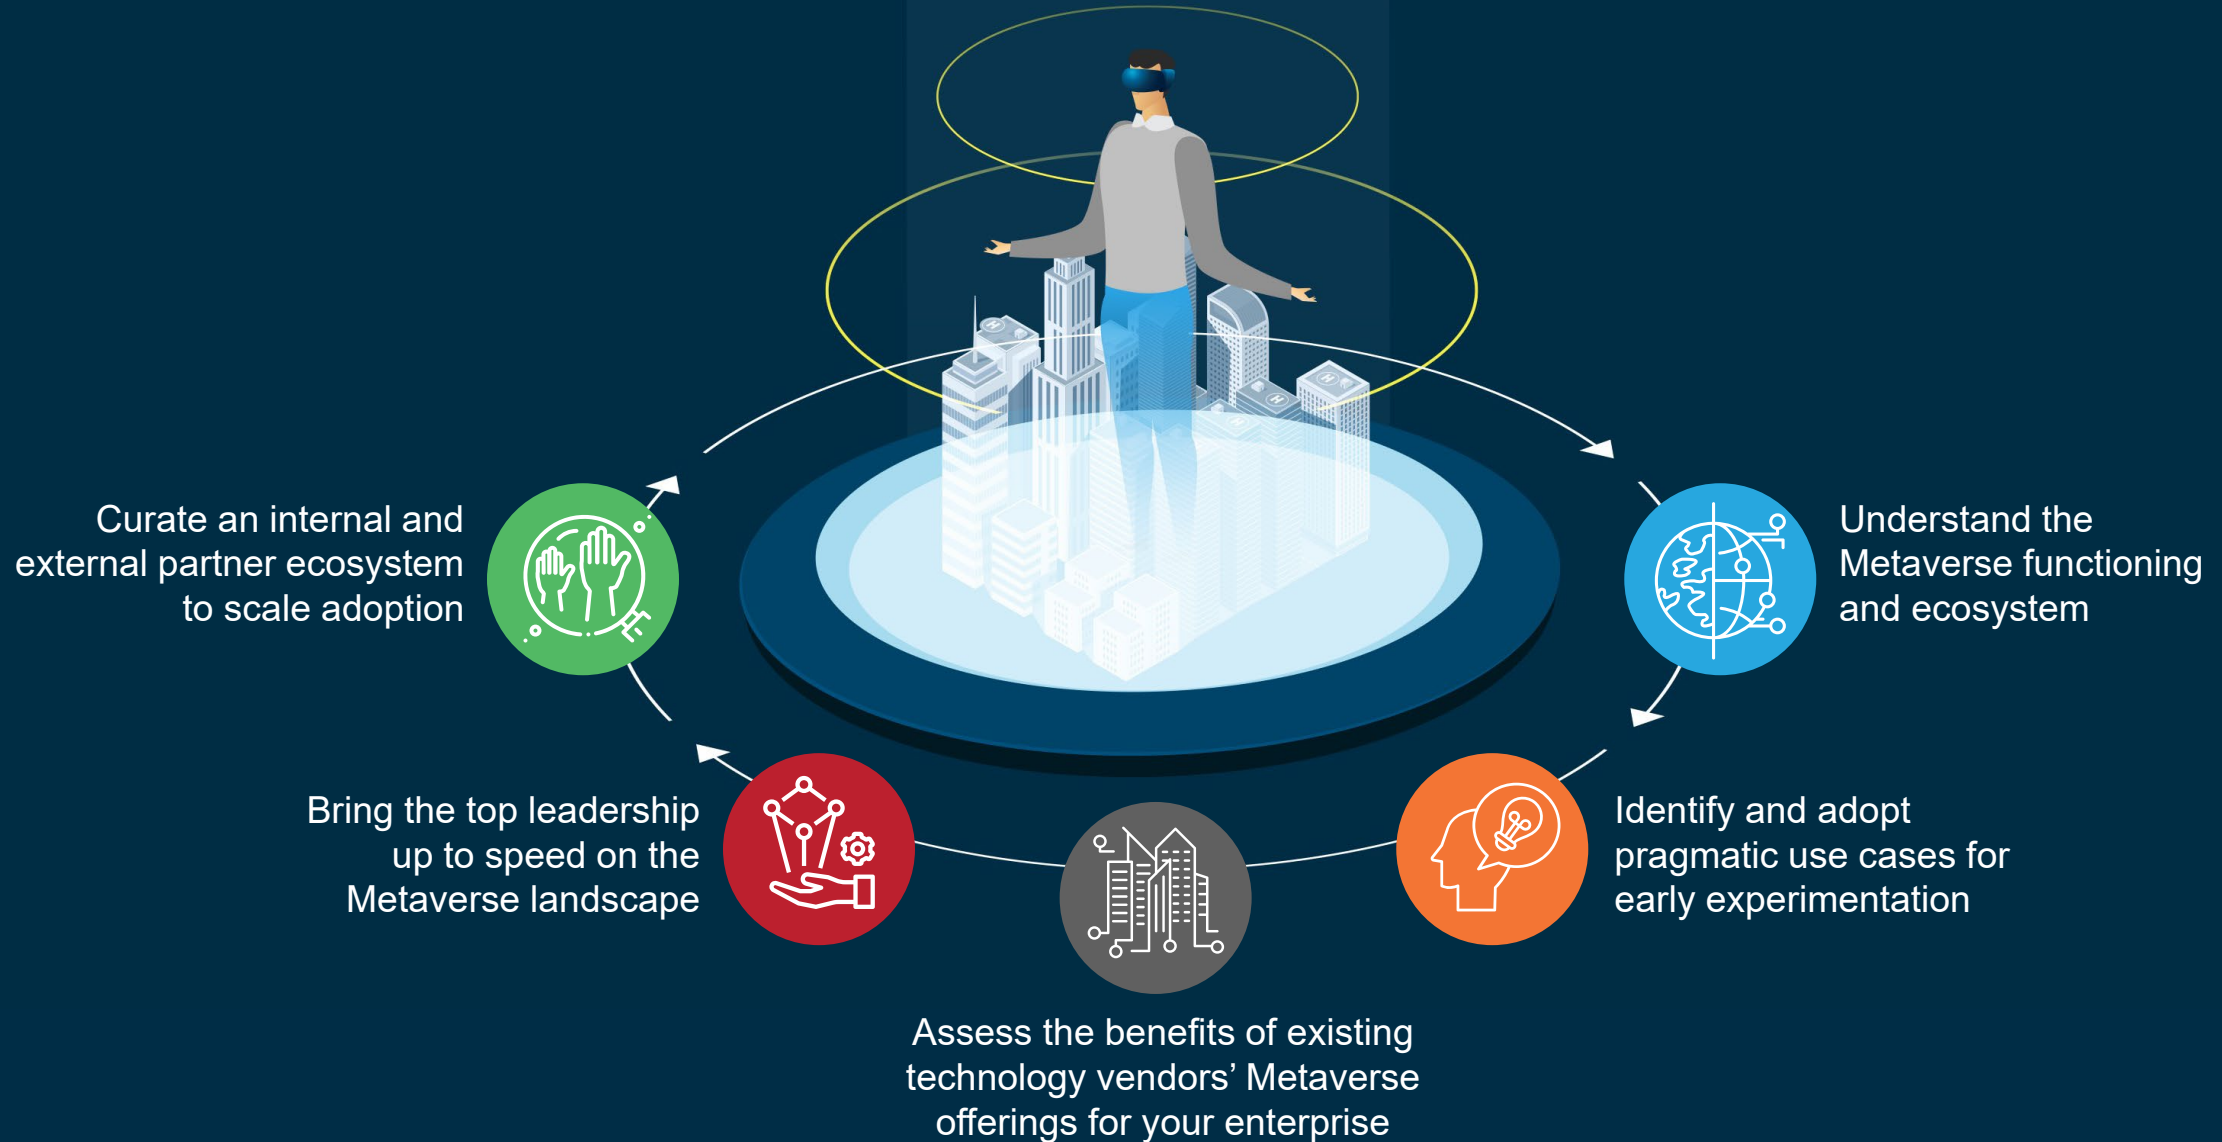 Curate an internal and
external partner ecosystem
to scale adoption
Understand the
Metaverse functioning
and ecosystem
Bring the top leadership
up to speed on the
Metaverse landscape
Identify and adopt
pragmatic use cases for
early experimentation
Assess the benefits of existing
technology vendors’ Metaverse
offerings for your enterprise
H
H
H
H